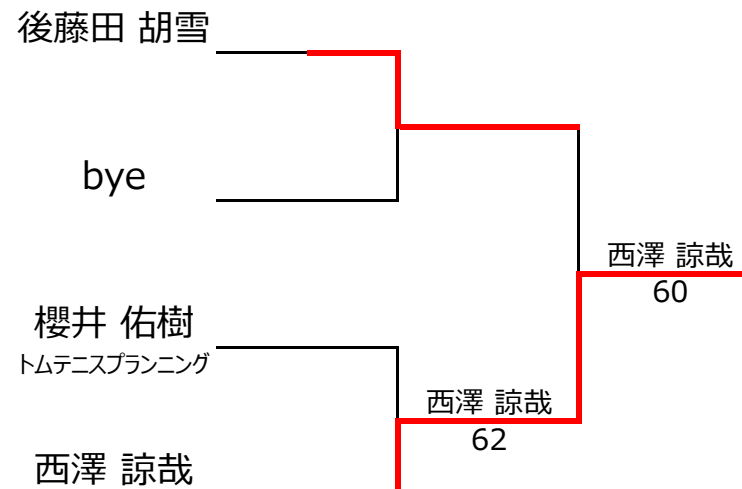 後藤田 胡雪
bye
西澤 諒哉
60
櫻井 佑樹
トムテニスプランニング
西澤 諒哉
62
西澤 諒哉